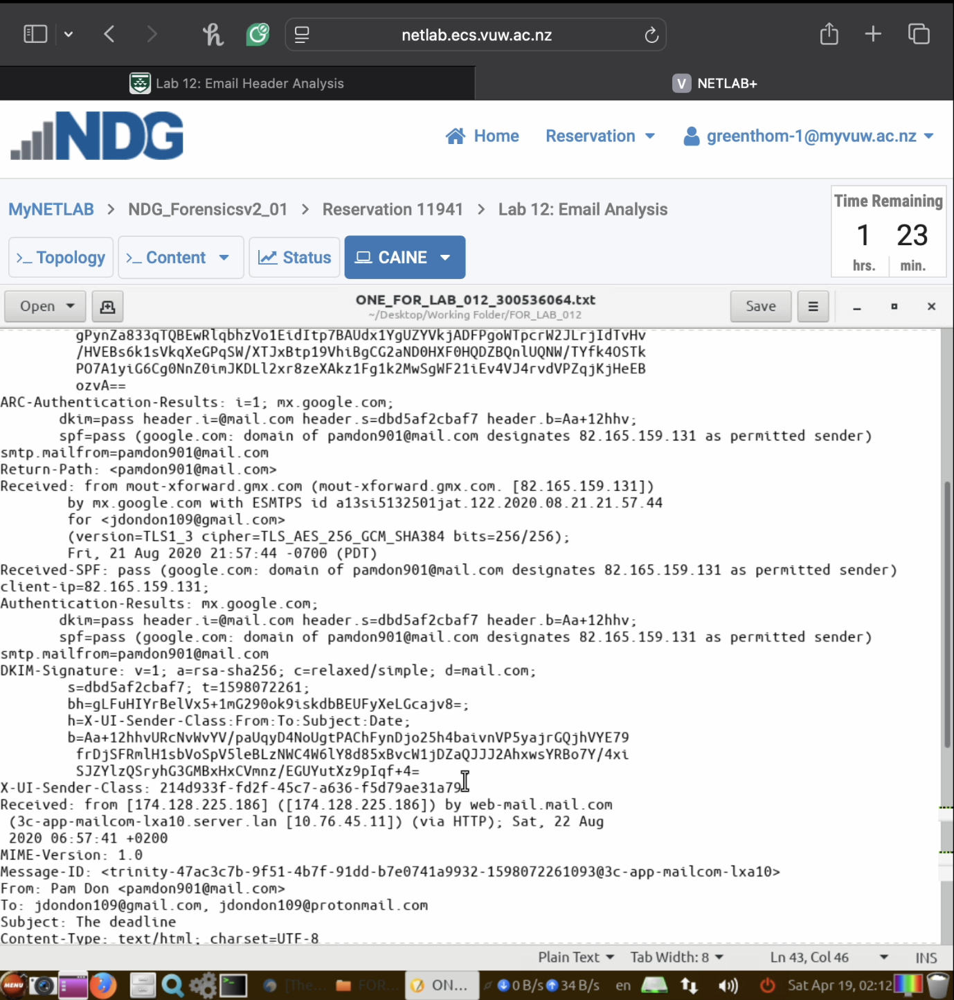 netlab.ecs.vuw.ac.nz
Lab 12: Email Header Analysis
V NETLAB+
NDG
Home Reservation greenthom-1@myvuw.ac.nz
MyNETLAB > NDG_Forensicsv2_01 > Reservation 11941 > Lab 12: Email Analysis
Time Remaining
1 23
hrs. min.
>_ Topology >_ Content Status CAINE
Open ONE_FOR_LAB_012_300536064.txt Save
~/Desktop/Working Folder/FOR_LAB_012
gPynZa833qTQBEwRlqbhzVo1EidItp7BAUdx1YgUZYVkjADFPgoWTpcrW2JLrjIdTvHv
/HVEBs6k1sVkqXeGPqSW/XTJxBtp19VhiBgCG2aND0HXF0HQDZBQnlUQNW/TYfk4OSTk
PO7A1yiG6Cg0NnZ0imJKDLl2xr8zeXAkz1Fg1k2MwSgWF21iEv4VJ4rvdVPZqjKjHeEB
ozvA==
ARC-Authentication-Results: i=1; mx.google.com;
dkim=pass header.i=@mail.com header.s=dbd5af2cbaf7 header.b=Aa+12hhv;
spf=pass (google.com: domain of pamdon901@mail.com designates 82.165.159.131 as permitted sender)
smtp.mailfrom=pamdon901@mail.com
Return-Path: <pamdon901@mail.com>
Received: from mout-xforward.gmx.com (mout-xforward.gmx.com. [82.165.159.131])
by mx.google.com with ESMTPS id a13si5132501jat.122.2020.08.21.21.57.44
for <jdondon109@gmail.com>
(version=TLS1_3 cipher=TLS_AES_256_GCM_SHA384 bits=256/256);
Fri, 21 Aug 2020 21:57:44 -0700 (PDT)
Received-SPF: pass (google.com: domain of pamdon901@mail.com designates 82.165.159.131 as permitted sender)
client-ip=82.165.159.131;
Authentication-Results: mx.google.com;
dkim=pass header.i=@mail.com header.s=dbd5af2cbaf7 header.b=Aa+12hhv;
spf=pass (google.com: domain of pamdon901@mail.com designates 82.165.159.131 as permitted sender)
smtp.mailfrom=pamdon901@mail.com
DKIM-Signature: v=1; a=rsa-sha256; c=relaxed/simple; d=mail.com;
s=dbd5af2cbaf7; t=1598072261;
bh=gLFuHIYrBelVx5+1mG290ok9iskdbBEUFyXeLGcajv8=;
h=X-UI-Sender-Class:From:To:Subject:Date;
b=Aa+12hhvURcNvWvYV/paUqyD4NoUgtPAChFynDjo25h4baivnVP5yajrGQjhVYE79
frDjSFRmlH1sbVoSpV5leBLzNWC4W6lY8d85xBvcW1jDZaQJJJ2AhxwsYRBo7Y/4xi
SJZYlzQSryhG3GMBxHxCVmnz/EGUYutXz9pIqf+4=
X-UI-Sender-Class: 214d933f-fd2f-45c7-a636-f5d79ae31a79
Received: from [174.128.225.186] ([174.128.225.186]) by web-mail.mail.com
(3c-app-mailcom-lxa10.server.lan [10.76.45.11]) (via HTTP); Sat, 22 Aug
2020 06:57:41 +0200
MIME-Version: 1.0
Message-ID: <trinity-47ac3c7b-9f51-4b7f-91dd-b7e0741a9932-1598072261093@3c-app-mailcom-lxa10>
From: Pam Don <pamdon901@mail.com>
To: jdondon109@gmail.com, jdondon109@protonmail.com
Subject: The deadline
Content-Type: text/html; charset=UTF-8
Plain Text Tab Width: 8 Ln 43, Col 46 INS
MENU [The... FOR... ON... 0 B/s 34 B/s en Sat Apr 19, 02:12